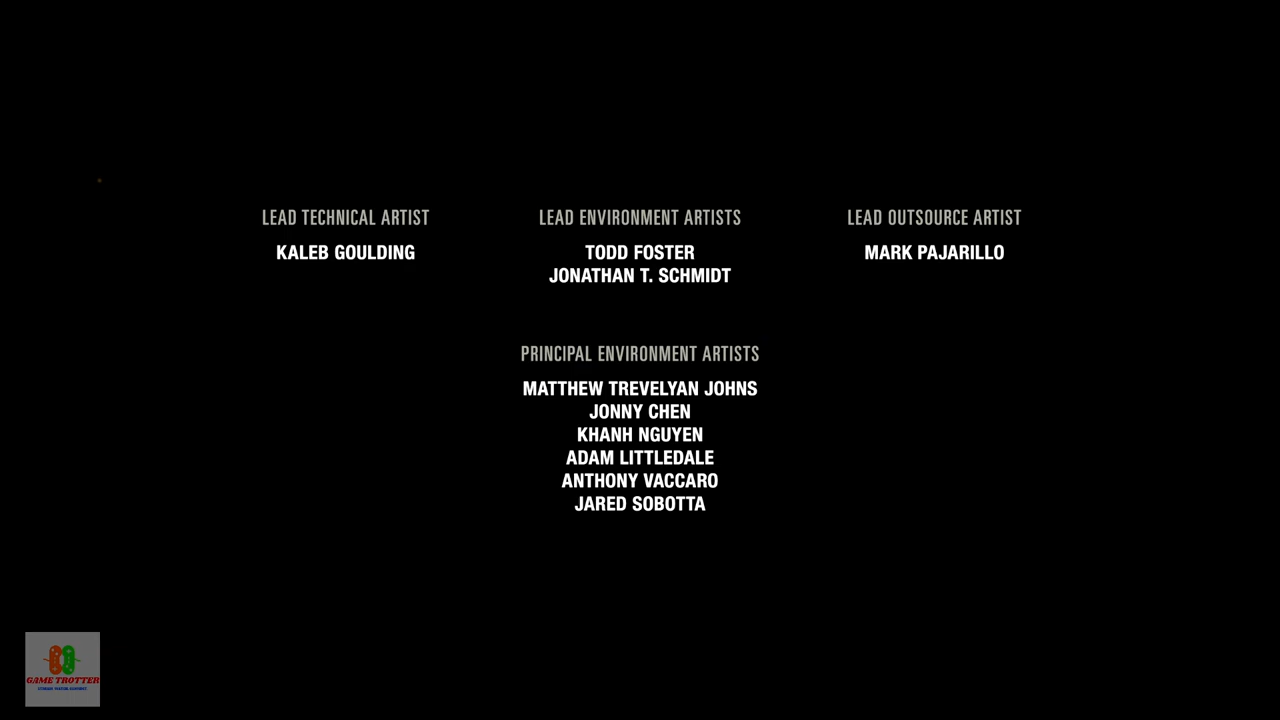 LEAD TECHNICAL ARTIST
KALEB GOULDING
LEAD ENVIRONMENT ARTISTS
TODD FOSTER
JONATHAN T. SCHMIDT
LEAD OUTSOURCE ARTIST
MARK PAJARILLO
PRINCIPAL ENVIRONMENT ARTISTS
MATTHEW TREVELYAN JOHNS
JONNY CHEN
KHANH NGUYEN
ADAM LITTLEDALE
ANTHONY VACCARO
JARED SOBOTTA
GAME TROTTER